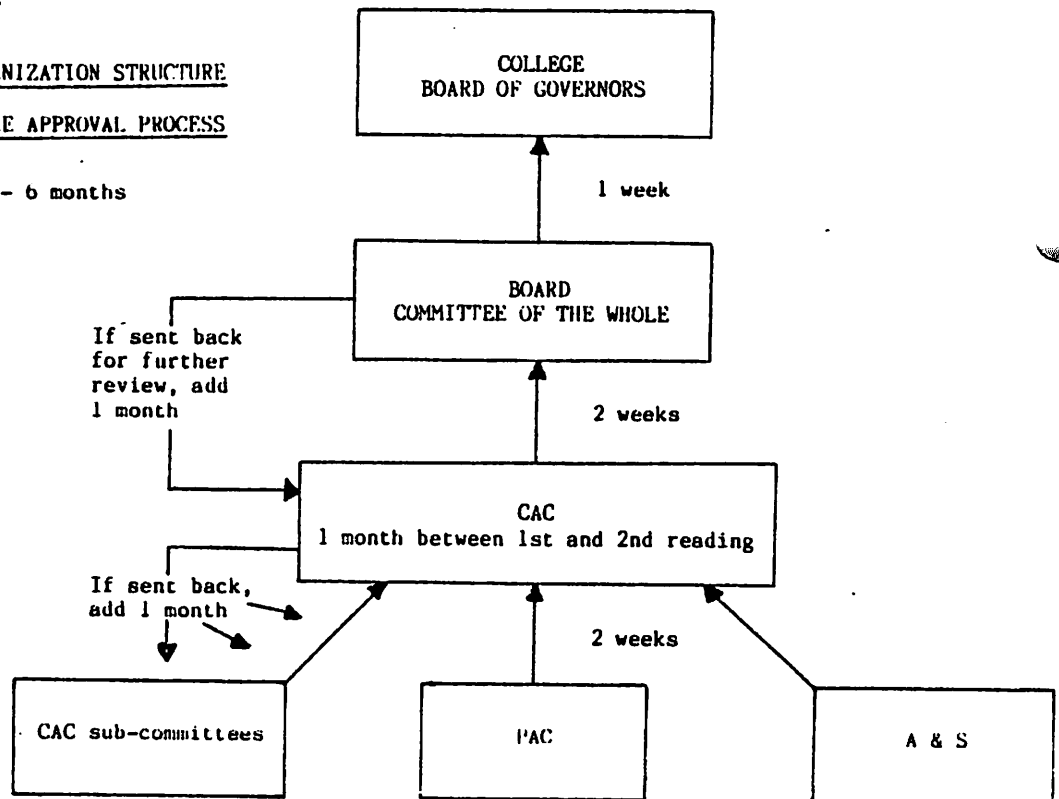 NIZATION STRUCTURE
E APPROVAL PROCESS
- 6 months
COLLEGE
BOARD OF GOVERNORS
1 week
BOARD
COMMITTEE OF THE WHOLE
If sent back
for further
review, add
1 month
2 weeks
CAC
1 month between 1st and 2nd reading
If sent back,
add 1 month
2 weeks
CAC sub-committees
PAC
A & S